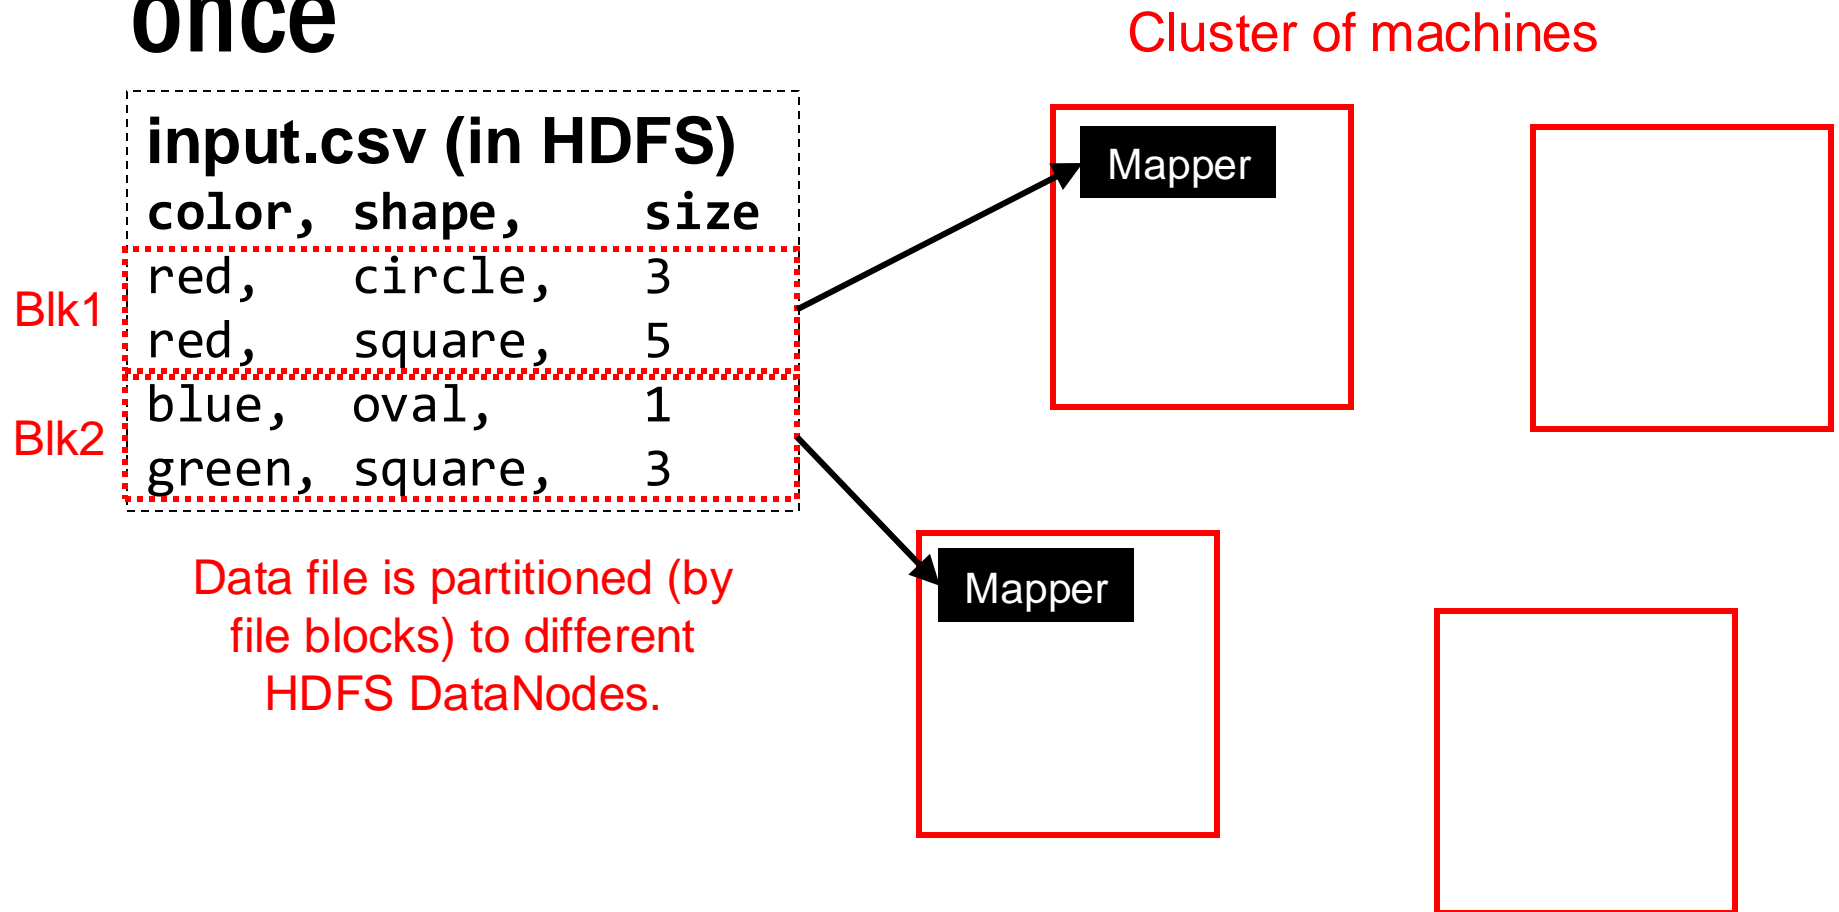 once
Cluster of machines
input.csv (in HDFS)
color, shape, size
red, circle, 3
Blk1
red, square, 5
blue, oval, 1
Blk2
green, square, 3
Data file is partitioned (by
file blocks) to different
HDFS DataNodes.
Mapper
Mapper